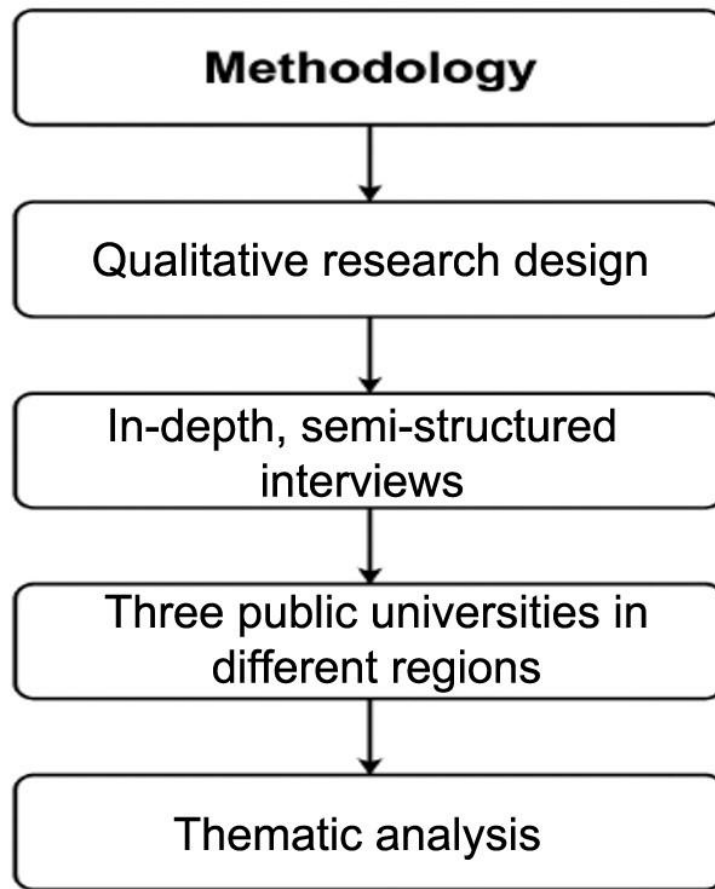 Methodology
Qualitative research design
In-depth, semi-structured
interviews
Three public universities in
different regions
Thematic analysis